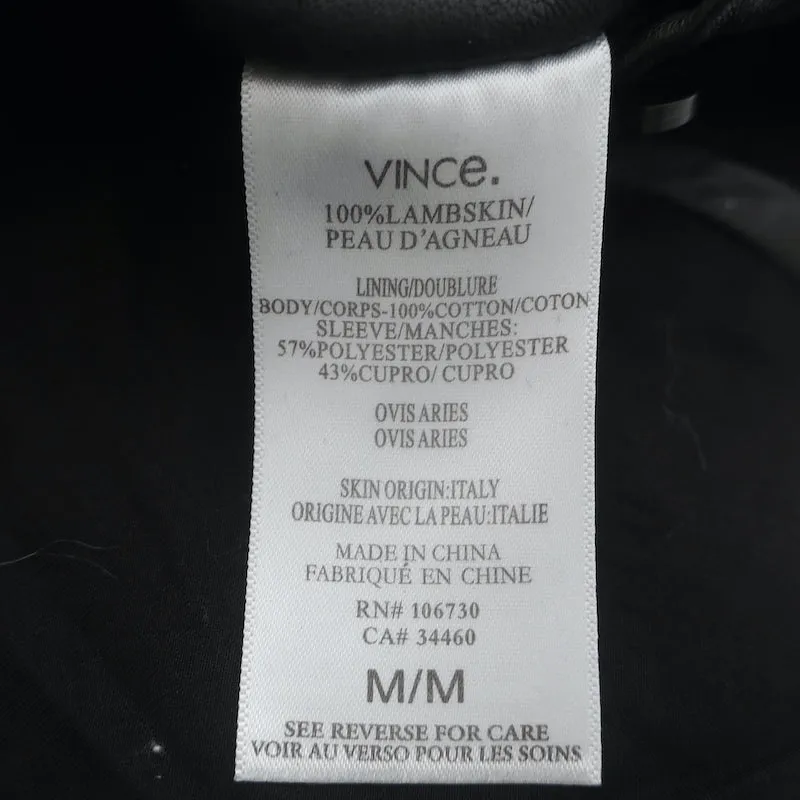 VINCe.
100%LAMBSKIN/
PEAU D'AGNEAU
LINING/DOUBLURE
BODY/CORPS-100%COTTON/COTON
SLEEVE/MANCHES:
57%POLYESTER/POLYESTER
43%CUPRO/ CUPRO
OVIS ARIES
OVIS ARIES
SKIN ORIGIN:ITALY
ORIGINE AVEC LA PEAU:ITALIE
MADE IN CHINA
FABRIQUÉ EN CHINE
RN# 106730
CA# 34460
M/M
SEE REVERSE FOR CARE
VOIR AU VERSO POUR LES SOINS